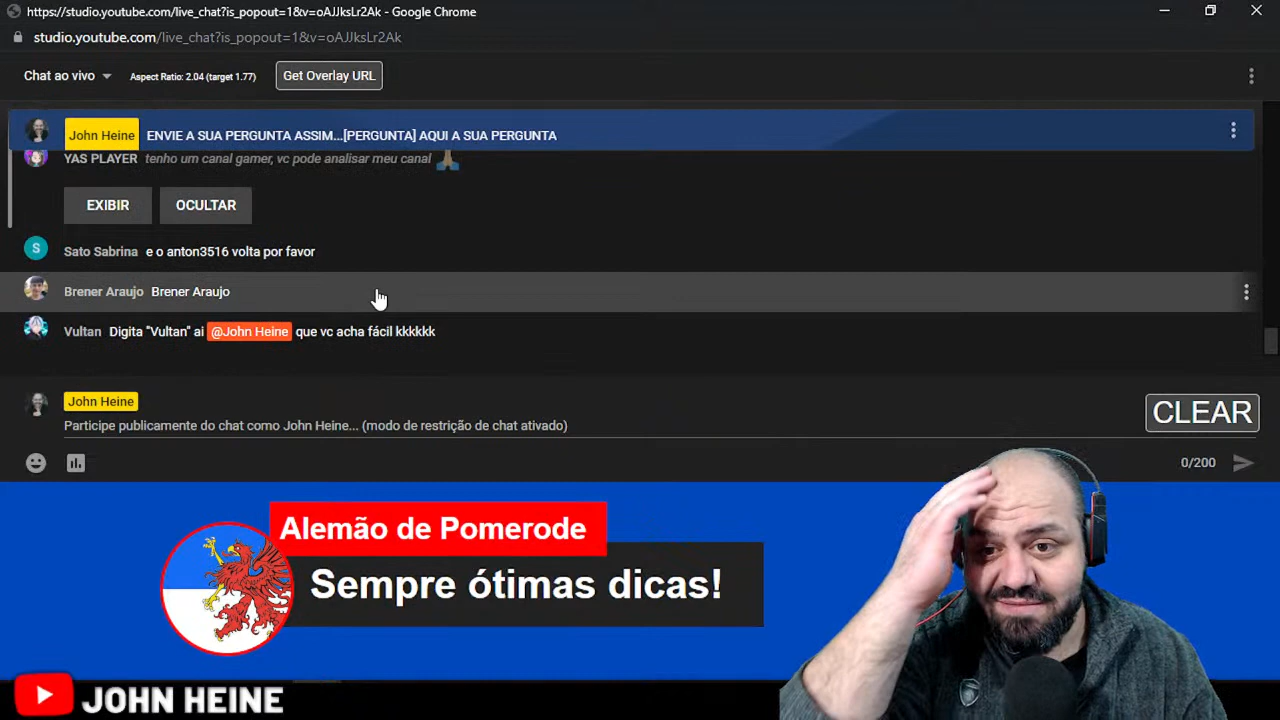 https://studio.youtube.com/live_chat?is_popout=1&v=oAJJksLr2Ak - Google Chrome
studio.youtube.com/live_chat?is_popout=1&v=oAJJksLr2Ak
Chat ao vivo Aspect Ratio: 2.04 (target 1.77) Get Overlay URL
John Heine ENVIE A SUA PERGUNTA ASSIM...[PERGUNTA] AQUI A SUA PERGUNTA
YAS PLAYER tenho um canal gamer, vc pode analisar meu canal
EXIBIR OCULTAR
S Sato Sabrina e o anton3516 volta por favor
Brener Araujo Brener Araujo
Vultan Digita "Vultan" ai @John Heine que vc acha fácil kkkkkk
John Heine
CLEAR
Participe publicamente do chat como John Heine... (modo de restrição de chat ativado)
0/200
Alemão de Pomerode
Sempre ótimas dicas!
JOHN HEINE